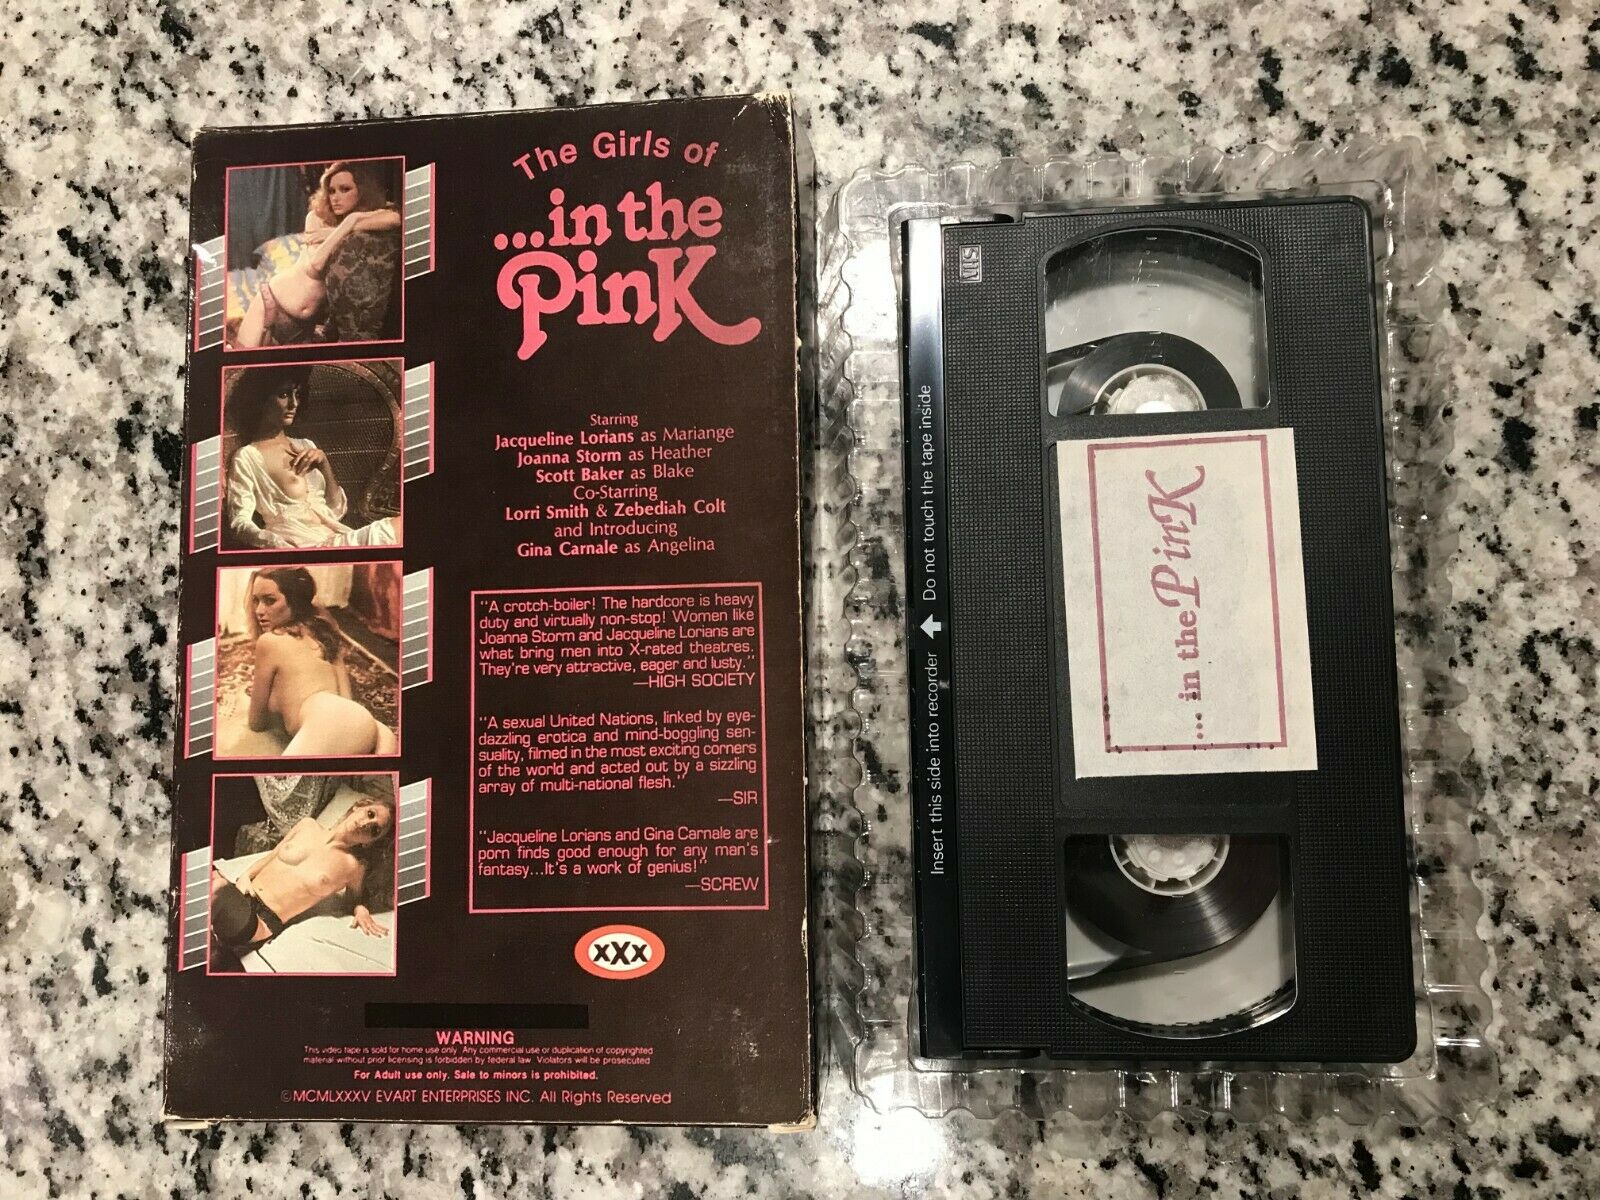 The Girls of
...in the
Pink
Starring
Jacqueline Lorians as Mariange
Joanna Storm as Heather
Scott Baker as Blake
Co-Starring
Lorri Smith & Zebediah Colt
and Introducing
Gina Carnale as Angelina
"A crotch-boiler! The hardcore is heavy
duty and virtually non-stop! Women like
Joanna Storm and Jacqueline Lorians are
what bring men into X-rated theatres.
They're very attractive, eager and lusty."
—HIGH SOCIETY
"A sexual United Nations, linked by eye-
dazzling erotica and mind-boggling sen-
suality, filmed in the most exciting corners
of the world and acted out by a sizzling
array of multi-national flesh."
—SIR
"Jacqueline Lorians and Gina Carnale are
porn finds good enough for any man's
fantasy...It's a work of genius!"
—SCREW
xXx
WARNING
This video tape is sold for home use only. Any commercial use or duplication of copyrighted
material without prior licensing is forbidden by federal law. Violators will be prosecuted
For Adult use only. Sale to minors is prohibited.
©MCMLXXXV EVART ENTERPRISES INC. All Rights Reserved
VHS
Insert this side into recorder Do not touch the tape inside
... in the Pink